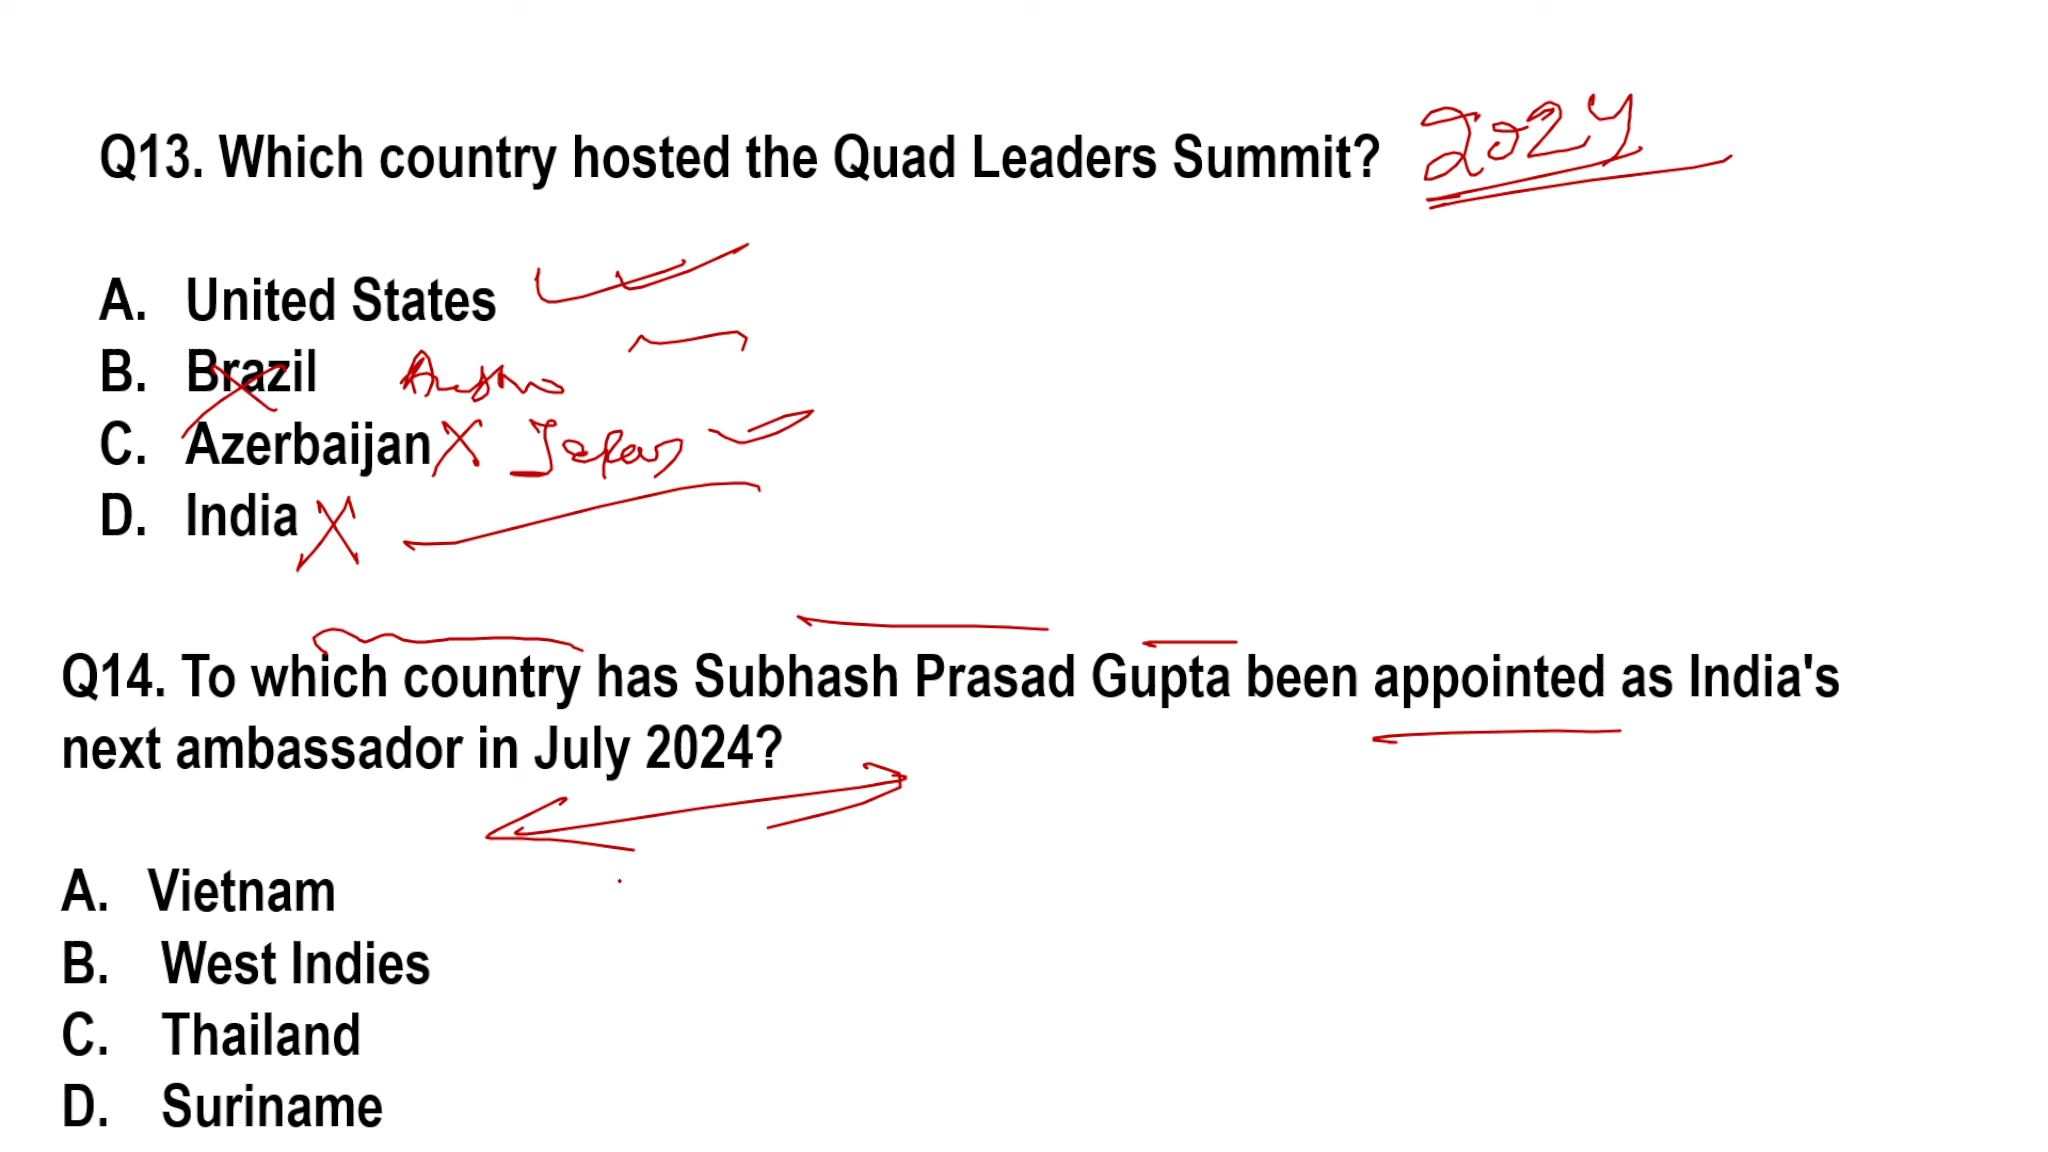 Q13. Which country hosted the Quad Leaders Summit? 2024
A. United States
B. Brazil
C. Azerbaijan Japan
D. India
Q14. To which country has Subhash Prasad Gupta been appointed as India's
next ambassador in July 2024?
A. Vietnam
B. West Indies
C. Thailand
D. Suriname